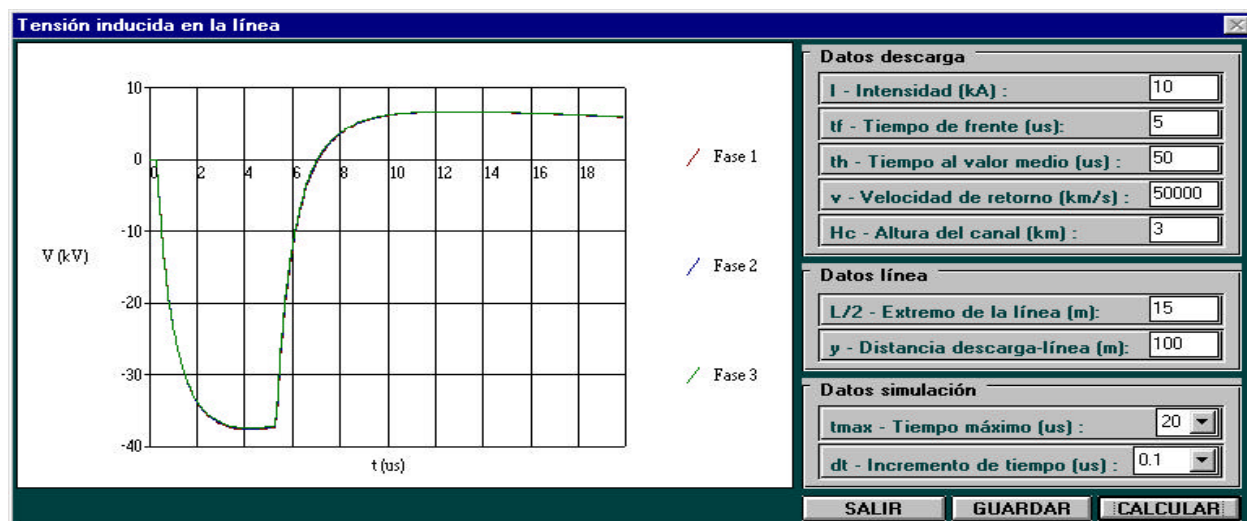 Tensión inducida en la línea
10
0
-10
-20
-30
-40
V (kV)
0 2 4 6 8 10 12 14 16 18
t (us)
Fase 1
Fase 2
Fase 3
Datos descarga
I - Intensidad (kA) : 10
tf - Tiempo de frente (us): 5
th - Tiempo al valor medio (us) : 50
v - Velocidad de retorno (km/s) : 50000
Hc - Altura del canal (km) : 3
Datos línea
L/2 - Extremo de la línea (m): 15
y - Distancia descarga-línea (m): 100
Datos simulación
tmax - Tiempo máximo (us) : 20
dt - Incremento de tiempo (us) : 0.1
SALIR GUARDAR CALCULAR